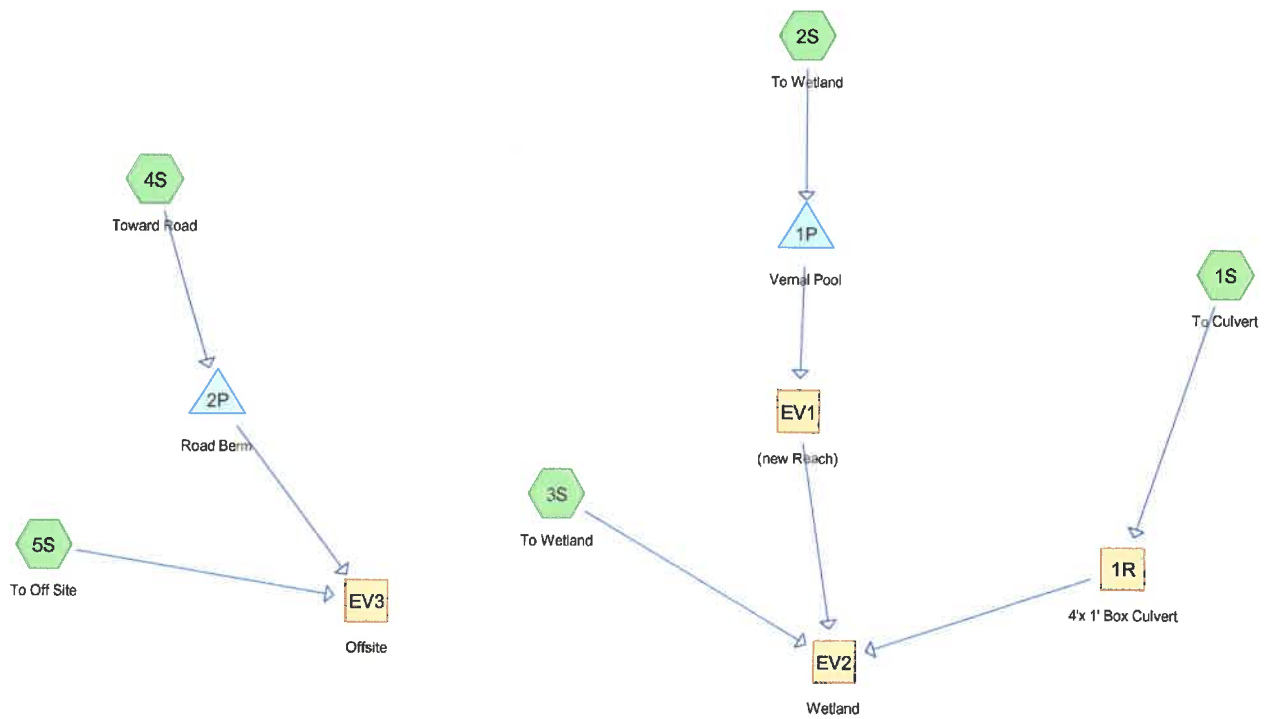 2S
To Wetland
4S
Toward Road
1P
Vernal Pool
1S
To Culvert
2P
Road Berm
EV1
(new Reach)
3S
To Wetland
5S
To Off Site
EV3
Offsite
1R
4'x 1' Box Culvert
EV2
Wetland